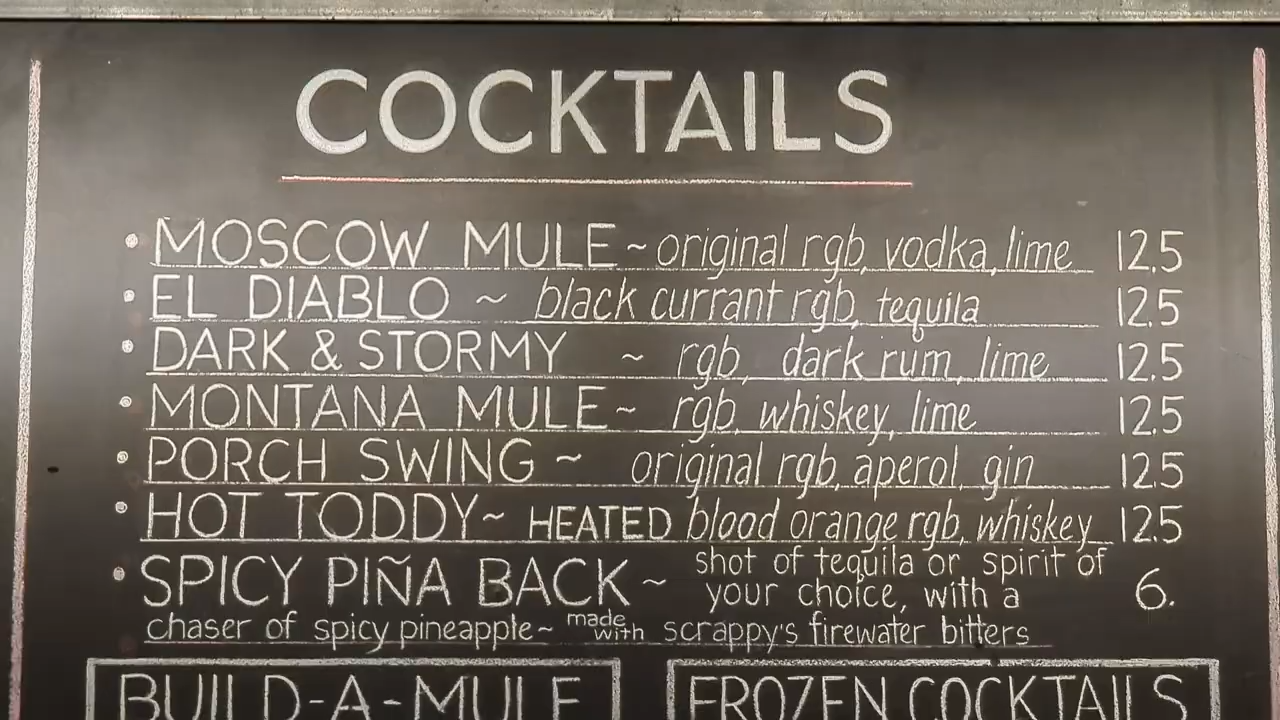 COCKTAILS
• MOSCOW MULE ~ original rgb, vodka, lime 12.5
• EL DIABLO ~ black currant rgb, tequila 12.5
• DARK & STORMY ~ rgb, dark rum, lime 12.5
• MONTANA MULE ~ rgb, whiskey, lime 12.5
• PORCH SWING ~ original rgb, aperol, gin 12.5
• HOT TODDY ~ HEATED blood orange rgb, whiskey 12.5
• SPICY PIÑA BACK ~ shot of tequila or spirit of
your choice, with a 6.
chaser of spicy pineapple ~ made with scrappy's firewater bitters
BUILD-A-MULE
FROZEN COCKTAILS